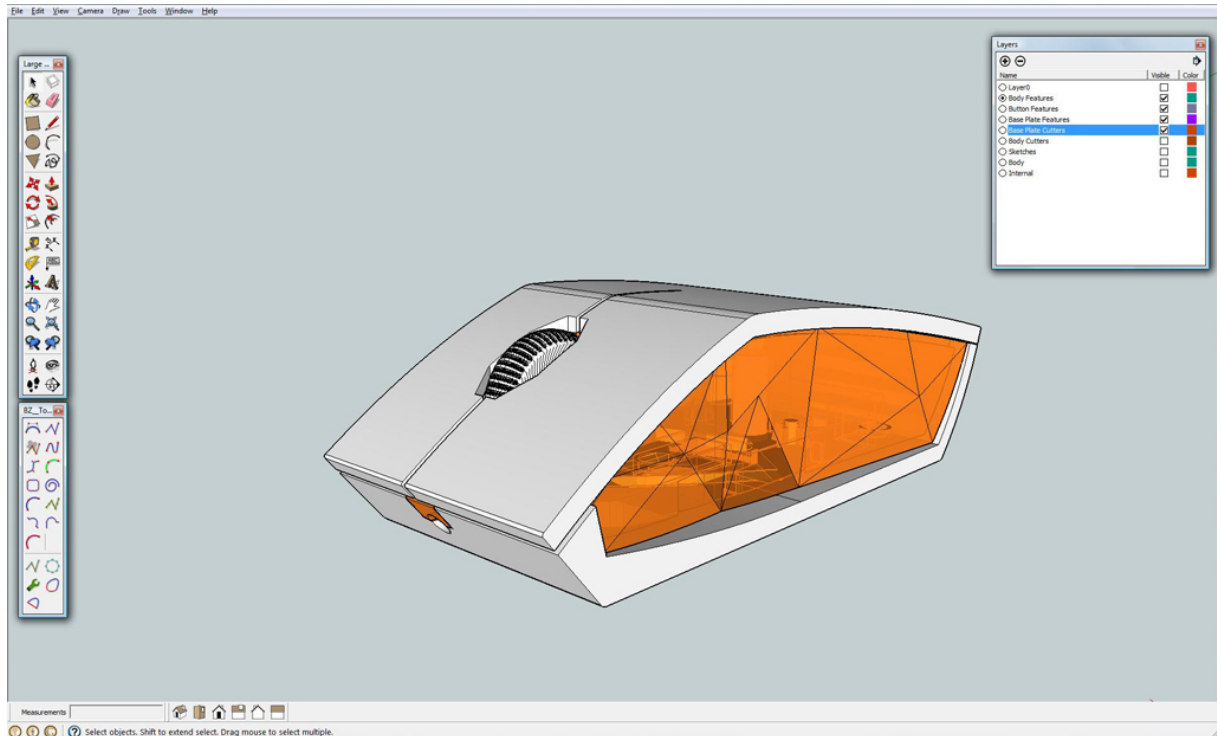 File Edit View Camera Draw Tools Window Help
Large ...
Layers
Name Visible Color
Layer0
Body Features
Button Features
Base Plate Features
Base Plate Cutters
Body Cutters
Sketches
Body
Internal
BZ__To...
Measurements
Select objects. Shift to extend select. Drag mouse to select multiple.